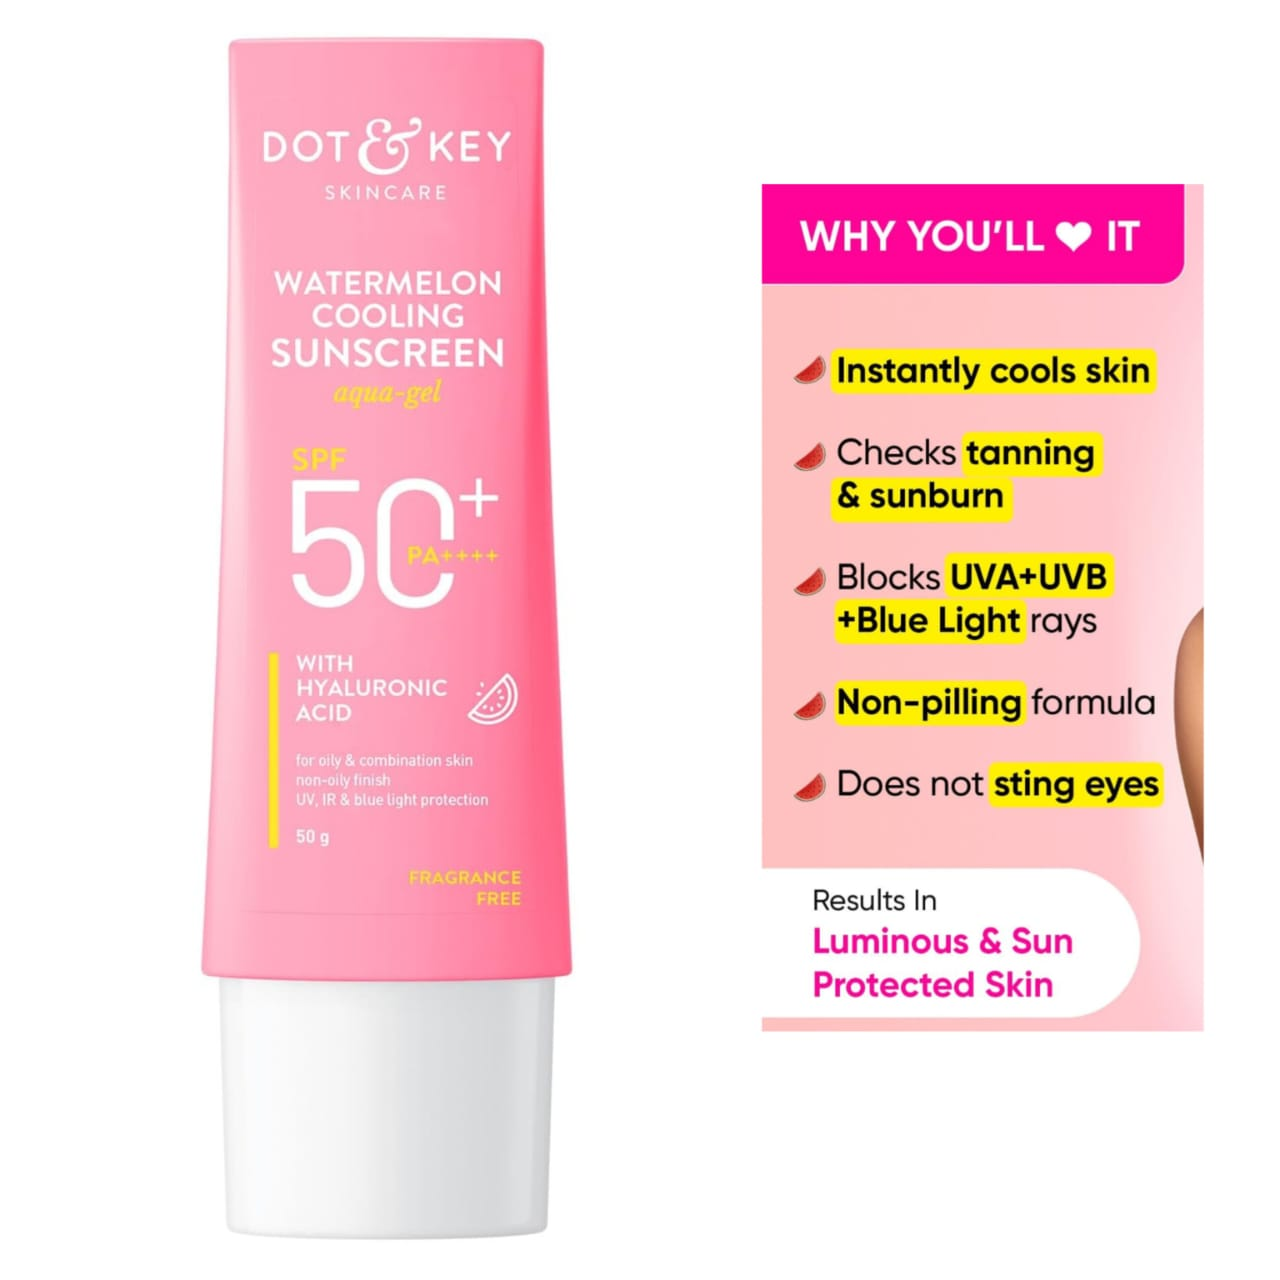 DOT & KEY
SKINCARE
WATERMELON
COOLING
SUNSCREEN
aqua-gel
SPF
50+
PA++++
WITH
HYALURONIC
ACID
for oily & combination skin
non-oily finish
UV, IR & blue light protection
50 g
FRAGRANCE
FREE
WHY YOU'LL ♥ IT
Instantly cools skin
Checks tanning
& sunburn
Blocks UVA+UVB
+Blue Light rays
Non-pilling formula
Does not sting eyes
Results In
Luminous & Sun
Protected Skin